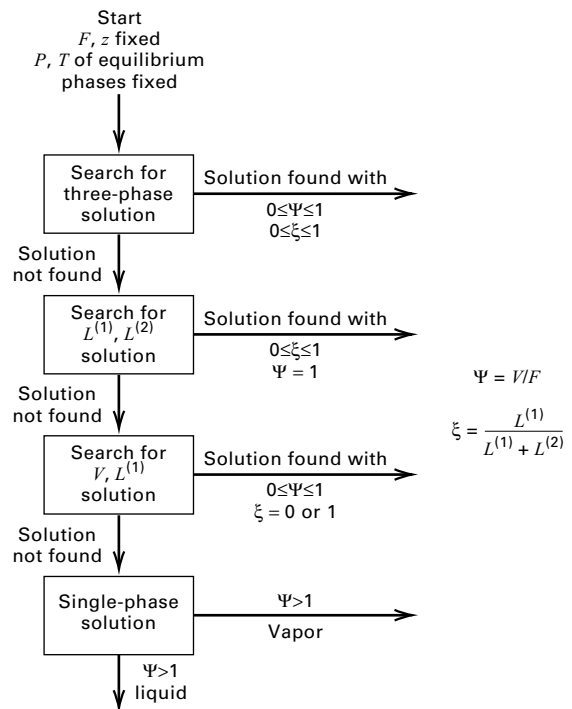 Start
F, z fixed
P, T of equilibrium
phases fixed
Search for
three-phase
solution
Solution found with
0≤Ψ≤1
0≤ξ≤1
Solution
not found
Search for
L⁽¹⁾, L⁽²⁾
solution
Solution found with
0≤ξ≤1
Ψ = 1
Ψ = V/F
ξ = L⁽¹⁾ / L⁽¹⁾ + L⁽²⁾
Solution
not found
Search for
V, L⁽¹⁾
solution
Solution found with
0≤Ψ≤1
ξ = 0 or 1
Solution
not found
Single-phase
solution
Ψ>1
Vapor
Ψ>1
liquid